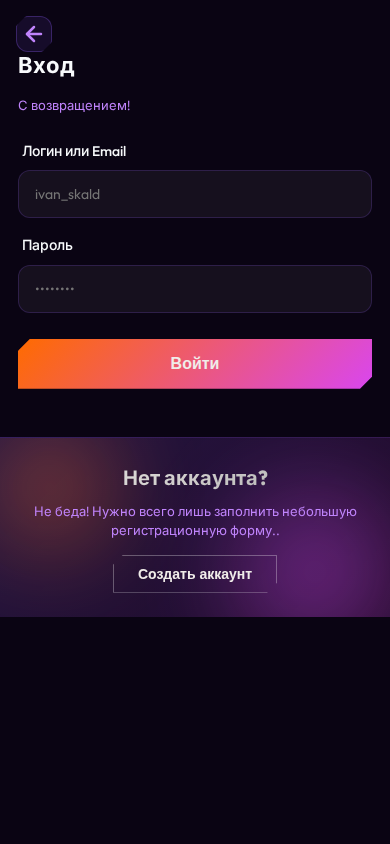 Вход
С возвращением!
Логин или Email
ivan_skald
Пароль
••••••••
Войти
Нет аккаунта?
Не беда! Нужно всего лишь заполнить небольшую
регистрационную форму..
Создать аккаунт